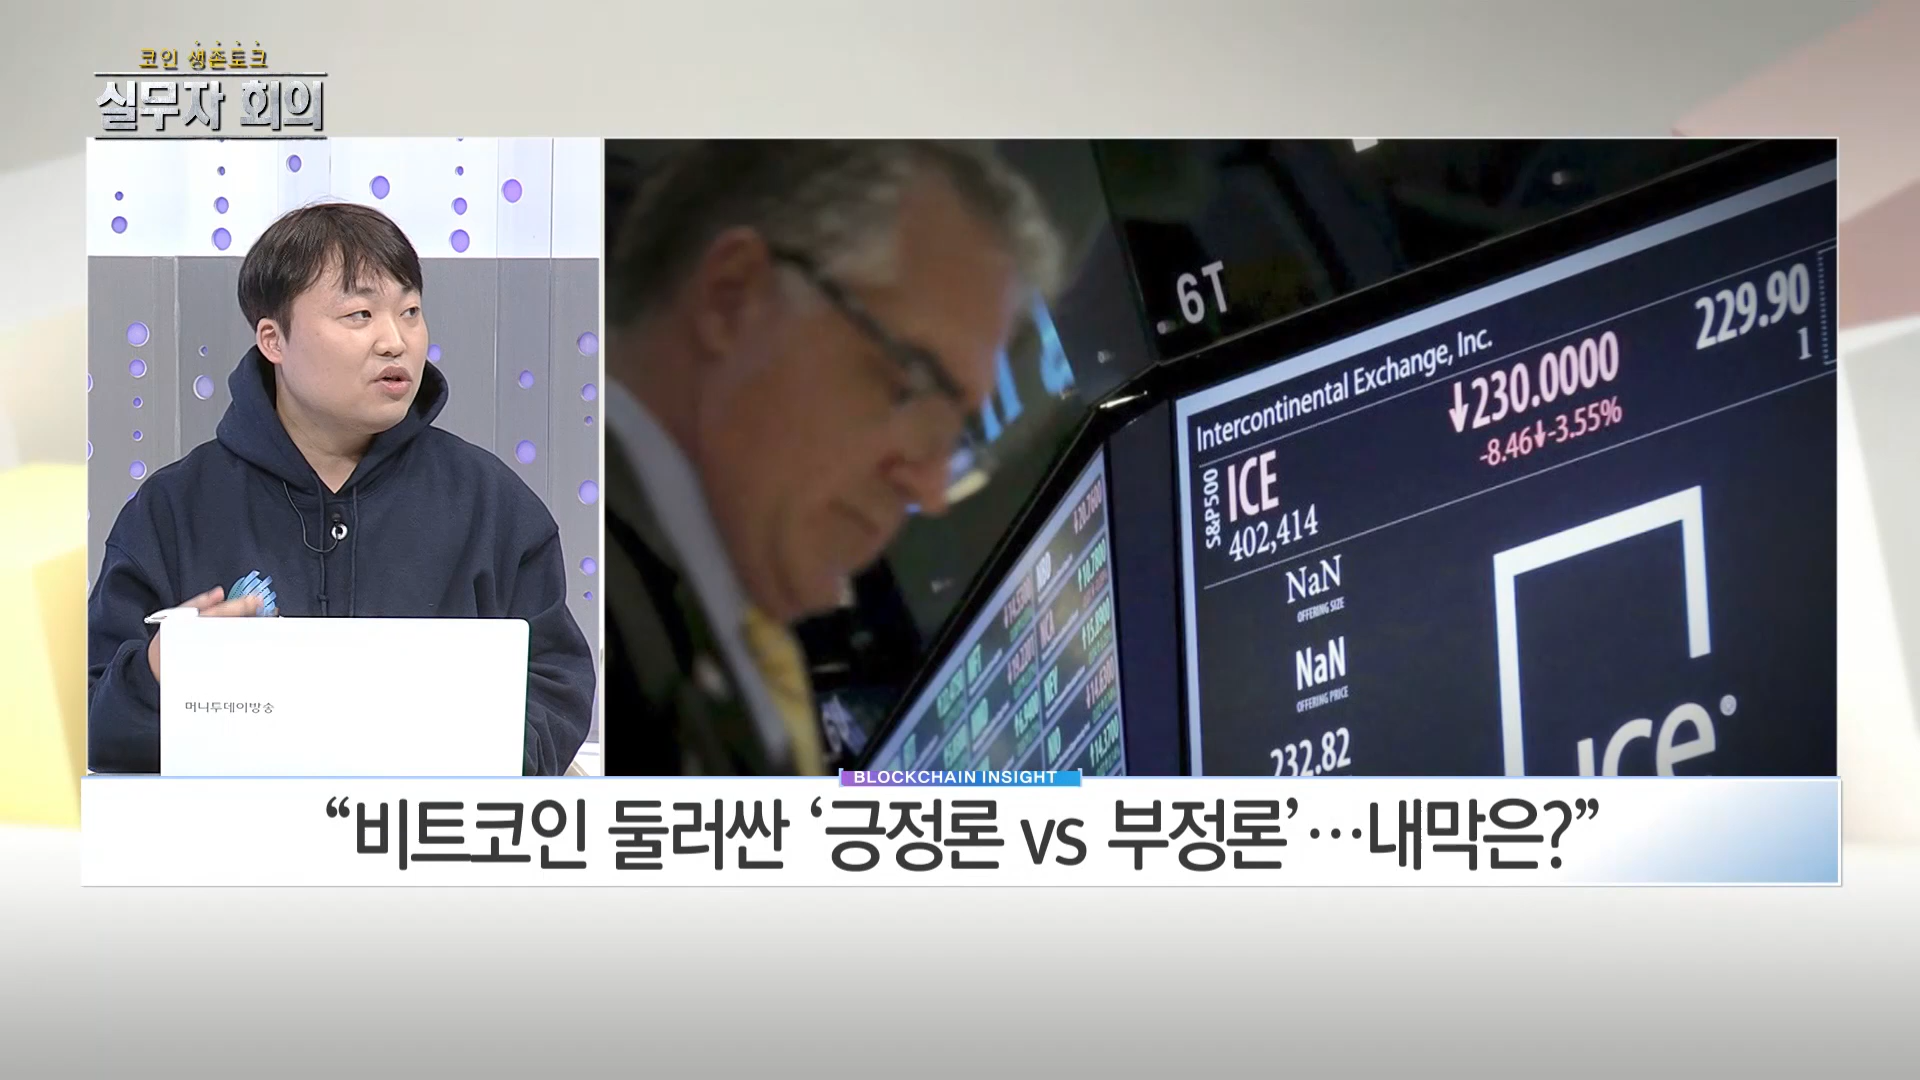 코인 생존토크
실무자 회의
6T
Intercontinental Exchange, Inc.
230.0000
229.90
-8.46 -3.55%
1
S&P500
ICE
402,414
NaN
OFFERING SIZE
NaN
OFFERING PRICE
232.82
ice
머니투데이방송
BLOCKCHAIN INSIGHT
“비트코인 둘러싼 ‘긍정론 vs 부정론’…내막은?”